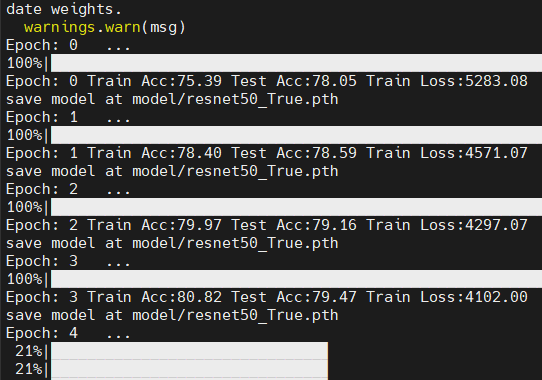 date weights.
warnings.warn(msg)
Epoch: 0 ...
100%|
Epoch: 0 Train Acc:75.39 Test Acc:78.05 Train Loss:5283.08
save model at model/resnet50_True.pth
Epoch: 1 ...
100%|
Epoch: 1 Train Acc:78.40 Test Acc:78.59 Train Loss:4571.07
save model at model/resnet50_True.pth
Epoch: 2 ...
100%|
Epoch: 2 Train Acc:79.97 Test Acc:79.16 Train Loss:4297.07
save model at model/resnet50_True.pth
Epoch: 3 ...
100%|
Epoch: 3 Train Acc:80.82 Test Acc:79.47 Train Loss:4102.00
save model at model/resnet50_True.pth
Epoch: 4 ...
21%|
21%|